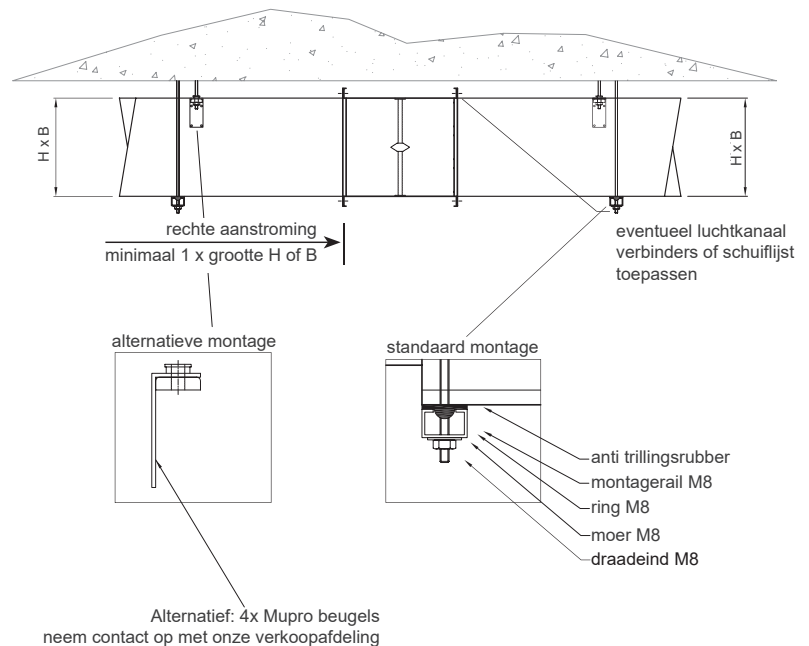 H x B
H x B
rechte aanstroming
minimaal 1 x grootte H of B
eventueel luchtkanaal
verbinders of schuiflijst
toepassen
alternatieve montage
standaard montage
anti trillingsrubber
montagerail M8
ring M8
moer M8
draadeind M8
Alternatief: 4x Mupro beugels
neem contact op met onze verkoopafdeling